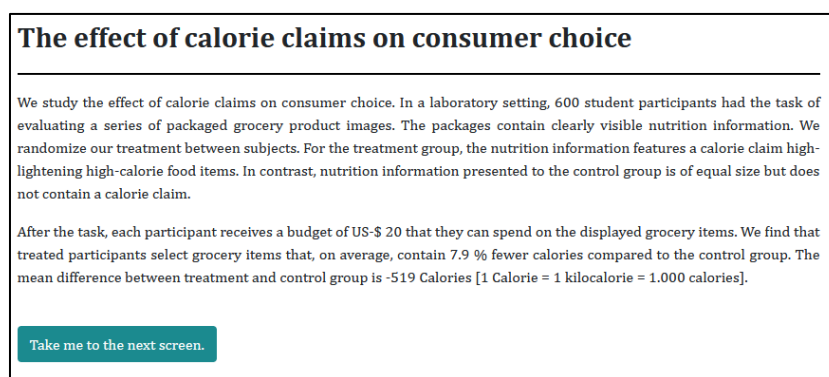 The effect of calorie claims on consumer choice
We study the effect of calorie claims on consumer choice. In a laboratory setting, 600 student participants had the task of
evaluating a series of packaged grocery product images. The packages contain clearly visible nutrition information. We
randomize our treatment between subjects. For the treatment group, the nutrition information features a calorie claim high-
lightening high-calorie food items. In contrast, nutrition information presented to the control group is of equal size but does
not contain a calorie claim.
After the task, each participant receives a budget of US-$ 20 that they can spend on the displayed grocery items. We find that
treated participants select grocery items that, on average, contain 7.9 % fewer calories compared to the control group. The
mean difference between treatment and control group is -519 Calories [1 Calorie = 1 kilocalorie = 1.000 calories].
Take me to the next screen.